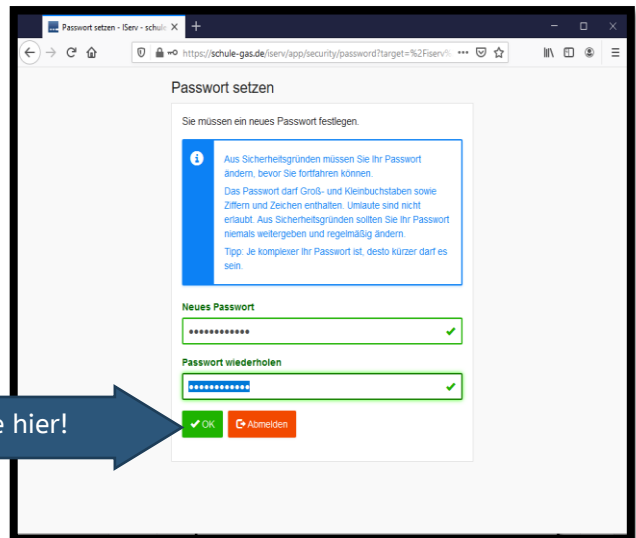 Passwort setzen - IServ - schule
https://schule-gas.de/iserv/app/security/password?target=%2Fiserv%
Passwort setzen
Sie müssen ein neues Passwort festlegen.
Aus Sicherheitsgründen müssen Sie Ihr Passwort
ändern, bevor Sie fortfahren können.
Das Passwort darf Groß- und Kleinbuchstaben sowie
Ziffern und Zeichen enthalten. Umlaute sind nicht
erlaubt. Aus Sicherheitsgründen sollten Sie Ihr Passwort
niemals weitergeben und regelmäßig ändern.
Tipp: Je komplexer Ihr Passwort ist, desto kürzer darf es
sein.
Neues Passwort
Passwort wiederholen
e hier!
OK
Abmelden